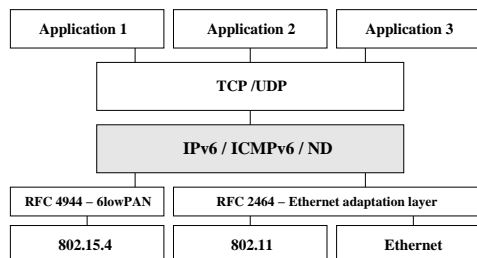 Application 1
Application 2
Application 3
TCP /UDP
IPv6 / ICMPv6 / ND
RFC 4944 – 6lowPAN
RFC 2464 – Ethernet adaptation layer
802.15.4
802.11
Ethernet